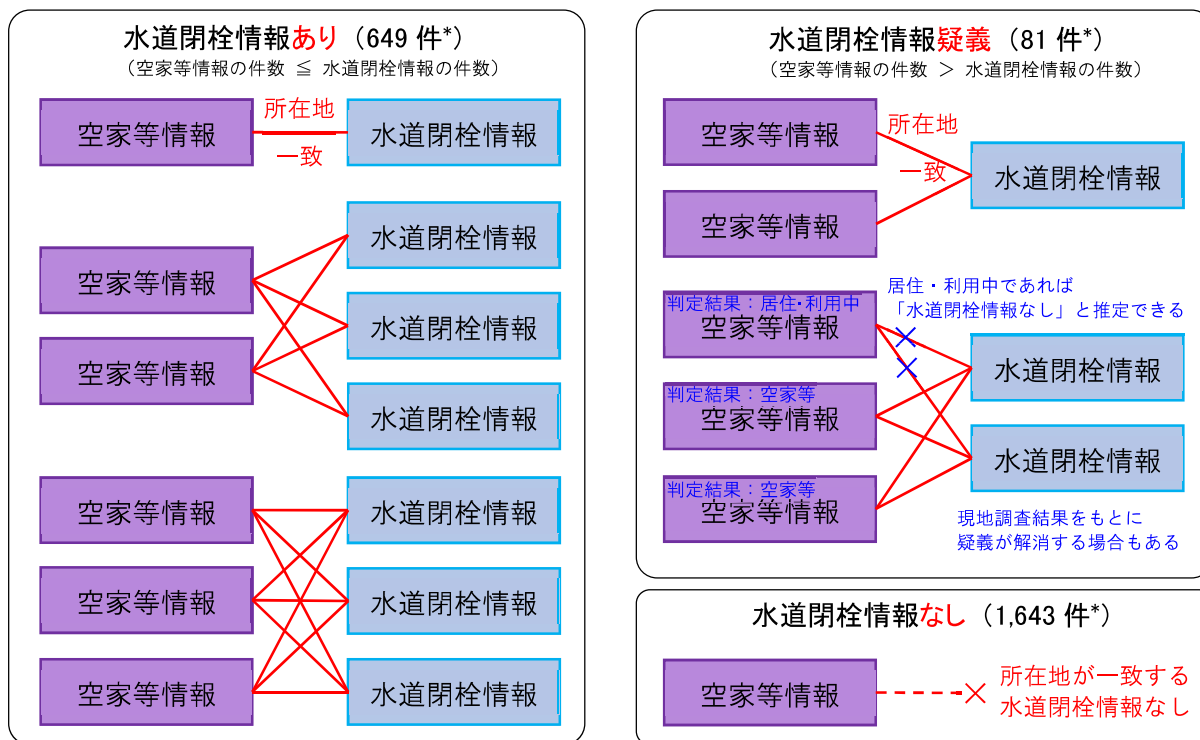 水道閉栓情報あり（649 件*）
（空家等情報の件数 ≦ 水道閉栓情報の件数）
空家等情報
所在地
一致
水道閉栓情報
空家等情報
空家等情報
水道閉栓情報
水道閉栓情報
水道閉栓情報
空家等情報
空家等情報
空家等情報
水道閉栓情報
水道閉栓情報
水道閉栓情報
水道閉栓情報疑義（81 件*）
（空家等情報の件数 ＞ 水道閉栓情報の件数）
空家等情報
空家等情報
所在地
一致
水道閉栓情報
判定結果：居住・利用中
空家等情報
判定結果：空家等
空家等情報
判定結果：空家等
空家等情報
居住・利用中であれば
「水道閉栓情報なし」と推定できる
水道閉栓情報
水道閉栓情報
現地調査結果をもとに
疑義が解消する場合もある
水道閉栓情報なし（1,643 件*）
空家等情報
所在地が一致する
水道閉栓情報なし